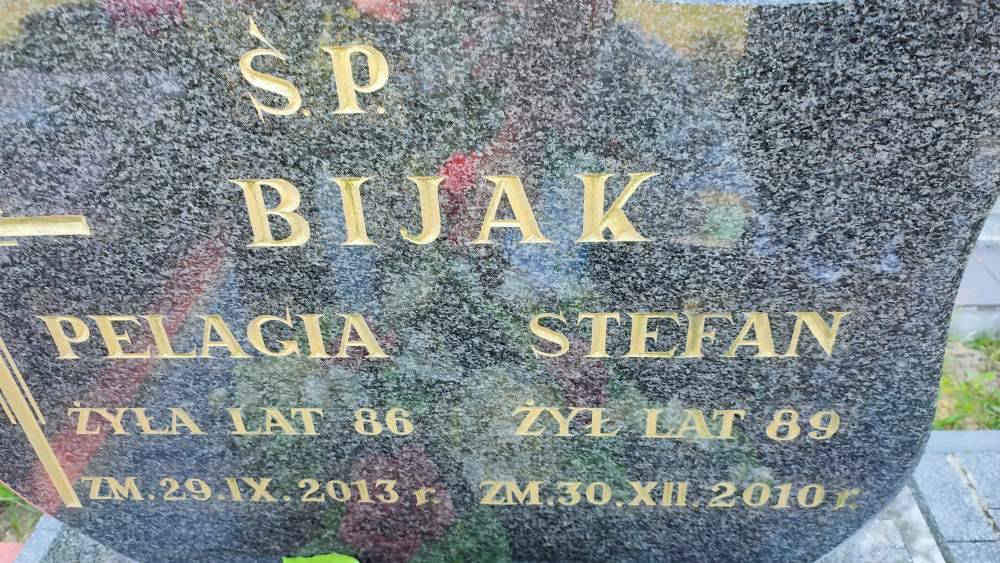 Ś.P.
BIJAK
PELAGIA STEFAN
ŻYŁA LAT 86 ŻYŁ LAT 89
ZM.29.IX.2013 r. ZM.30.XII.2010 r.